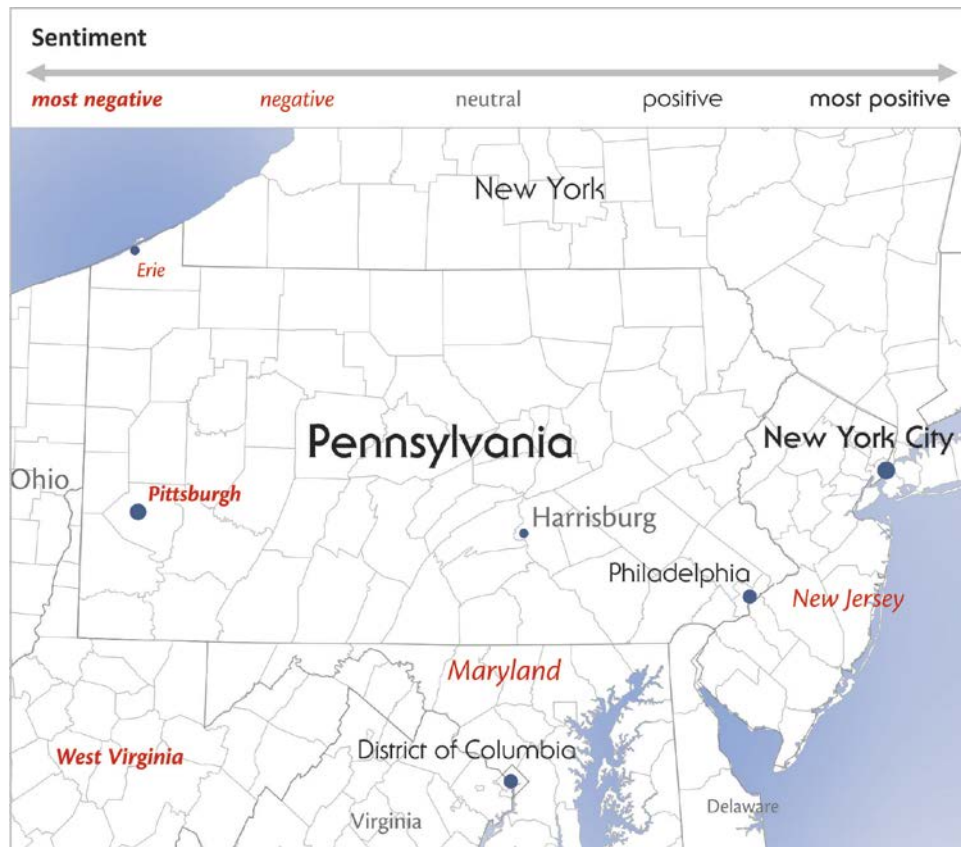 Sentiment
most negative negative neutral positive most positive
New York
Erie
Pennsylvania
New York City
Ohio
Pittsburgh
Harrisburg
Philadelphia
New Jersey
Maryland
West Virginia
District of Columbia
Virginia
Delaware